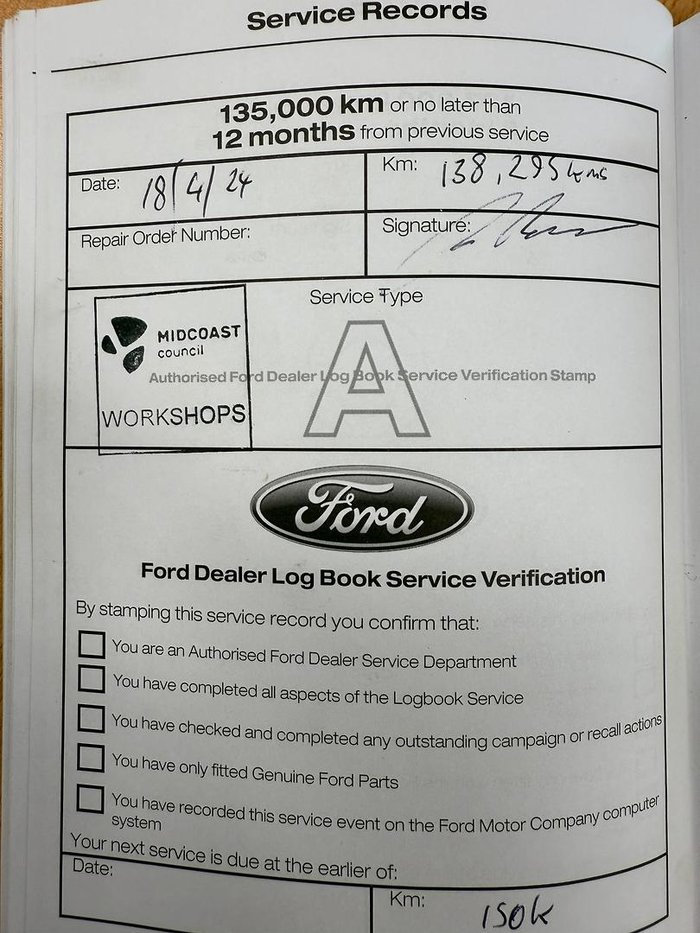 Service Records
135,000 km or no later than
12 months from previous service
Date: 18/4/24
Km: 138,295 kms
Repair Order Number:
Signature:
Service Type
MIDCOAST
council
WORKSHOPS
A
Authorised Ford Dealer Log Book Service Verification Stamp
Ford
Ford Dealer Log Book Service Verification
By stamping this service record you confirm that:
You are an Authorised Ford Dealer Service Department
You have completed all aspects of the Logbook Service
You have checked and completed any outstanding campaign or recall actions
You have only fitted Genuine Ford Parts
You have recorded this service event on the Ford Motor Company computer
system
Your next service is due at the earlier of:
Date:
Km: 150k